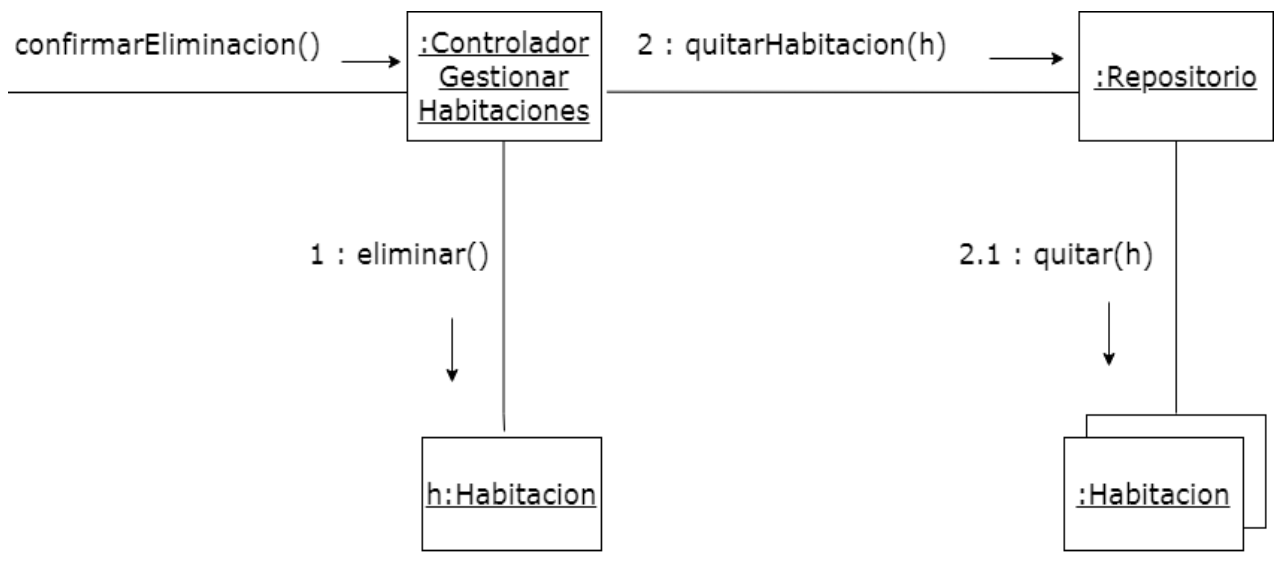 confirmarEliminacion()
:Controlador
Gestionar
Habitaciones
2 : quitarHabitacion(h)
:Repositorio
1 : eliminar()
2.1 : quitar(h)
h:Habitacion
:Habitacion